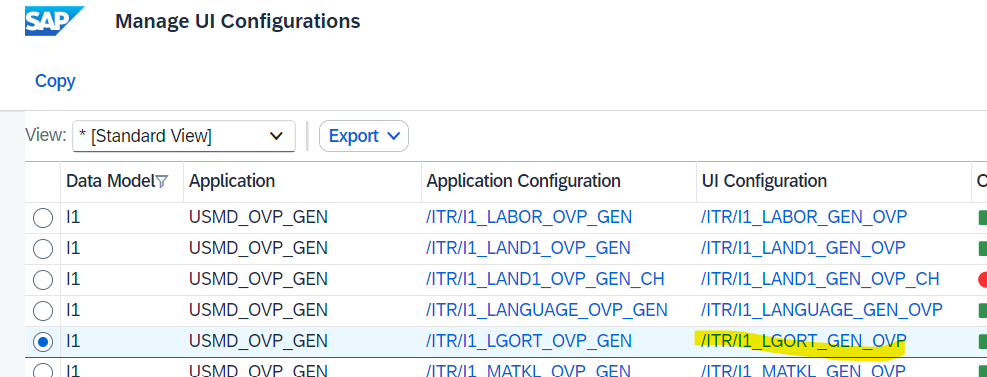 SAP Manage UI Configurations
Copy
View: * [Standard View] Export
Data Model Application Application Configuration UI Configuration
I1 USMD_OVP_GEN /ITR/I1_LABOR_OVP_GEN /ITR/I1_LABOR_GEN_OVP
I1 USMD_OVP_GEN /ITR/I1_LAND1_OVP_GEN /ITR/I1_LAND1_GEN_OVP
I1 USMD_OVP_GEN /ITR/I1_LAND1_OVP_GEN_CH /ITR/I1_LAND1_GEN_OVP_CH
I1 USMD_OVP_GEN /ITR/I1_LANGUAGE_OVP_GEN /ITR/I1_LANGUAGE_GEN_OVP
I1 USMD_OVP_GEN /ITR/I1_LGORT_OVP_GEN /ITR/I1_LGORT_GEN_OVP
I1 USMD_OVP_GEN /ITR/I1_MATKL_OVP_GEN /ITR/I1_MATKL_GEN_OVP